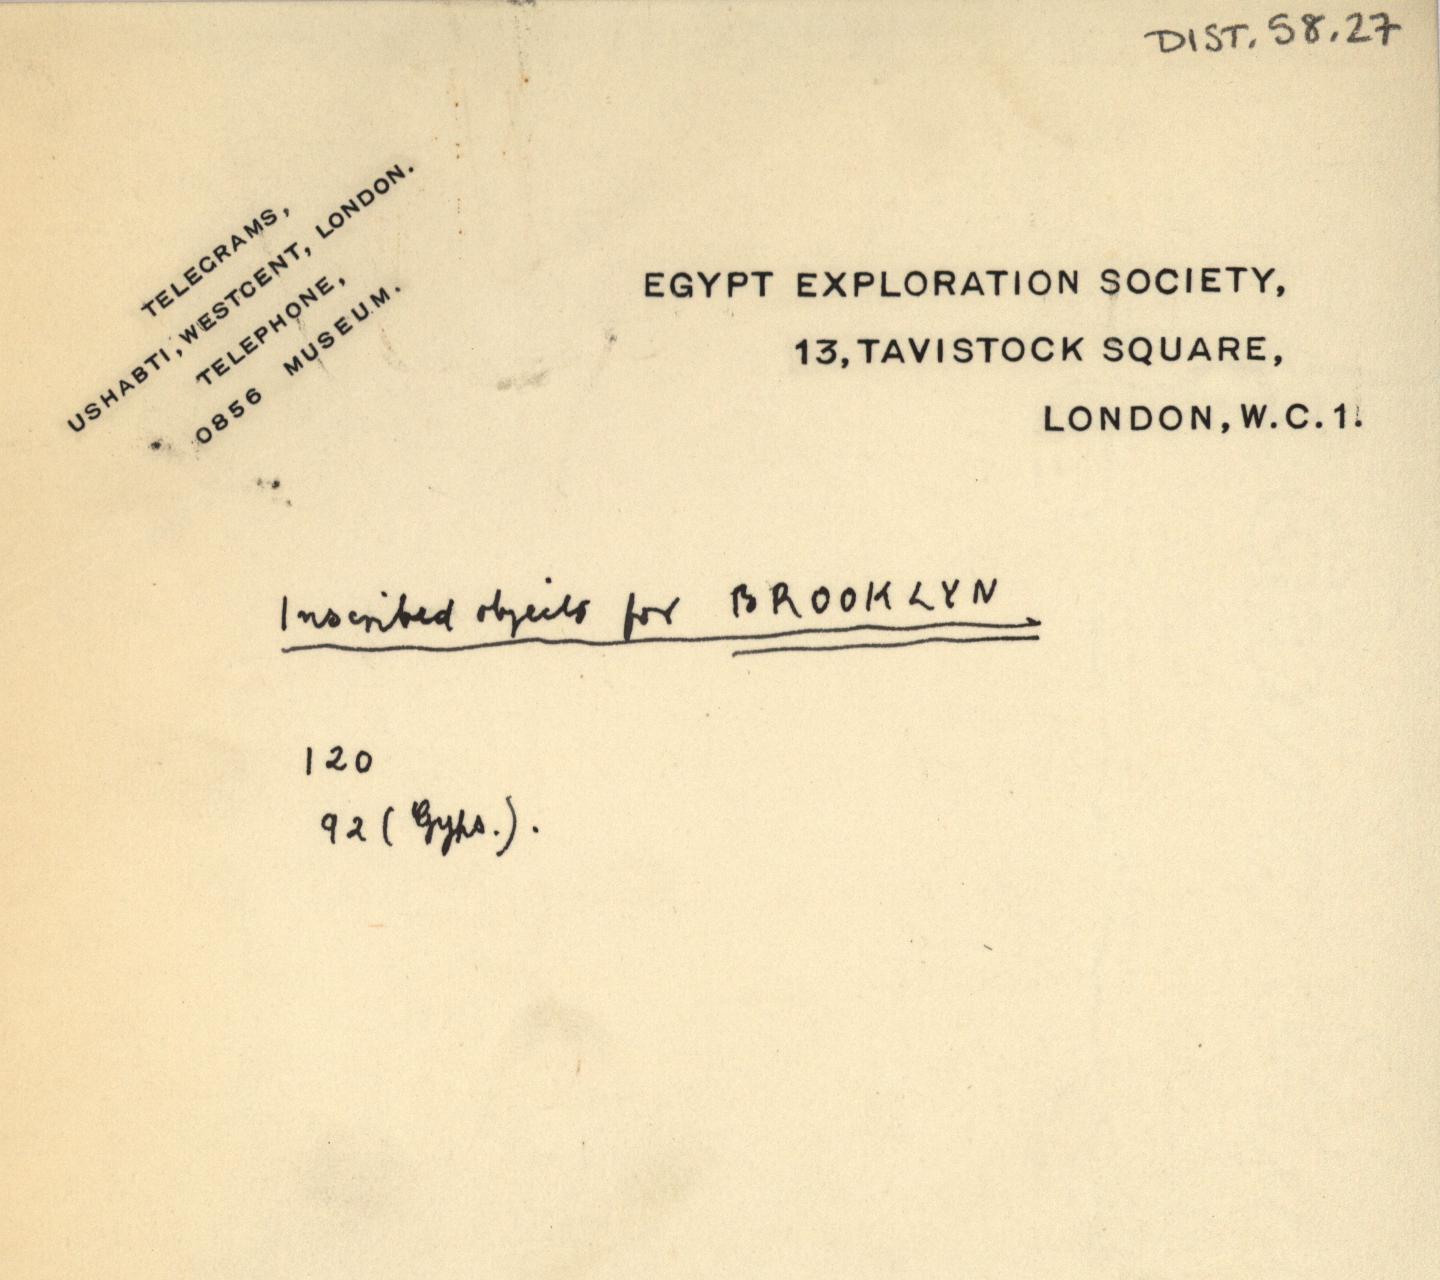 DIST. 58.27
TELEGRAMS,
USHABTI, WESTCENT, LONDON.
TELEPHONE,
0856 MUSEUM.
EGYPT EXPLORATION SOCIETY,
13, TAVISTOCK SQUARE,
LONDON, W.C.1.
Inscribed objects for BROOKLYN.
120
92 (Gyps.).